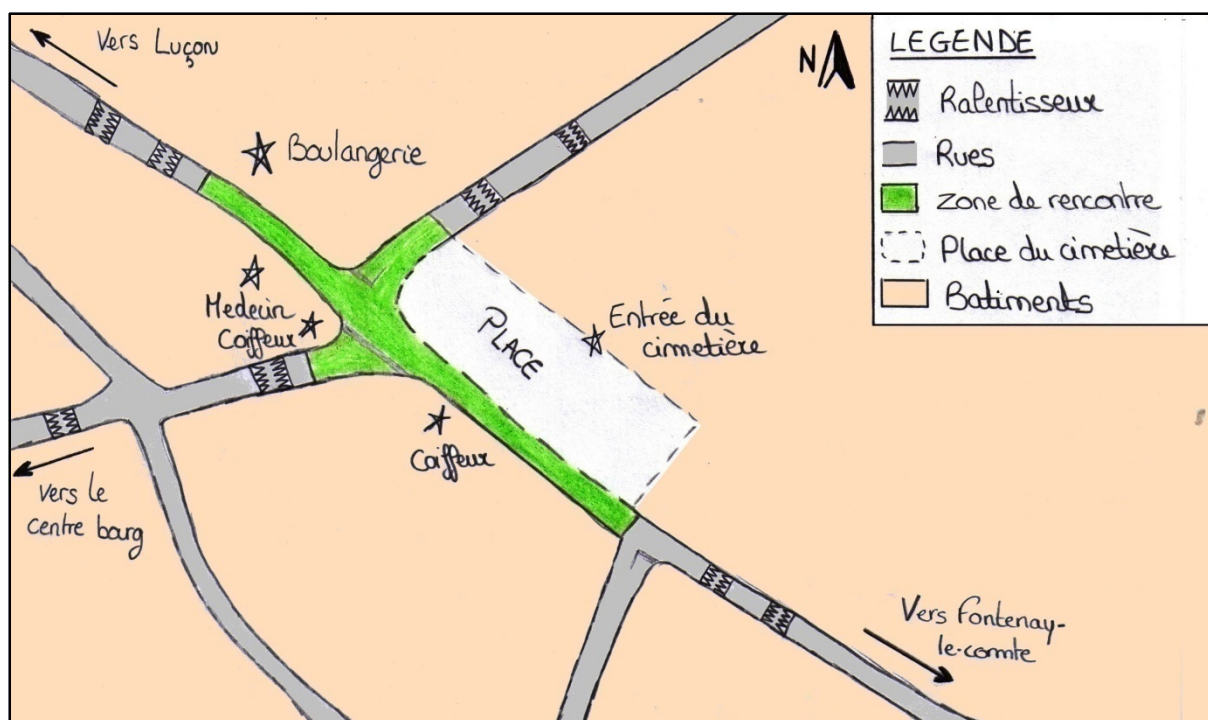 Vers Luçon
Boulangerie
Medecin
Coiffeur
Coiffeur
PLACE
Entrée du
cimetière
Vers le
centre bourg
Vers Fontenay-
le-comte
N
LEGENDE
Ralentisseur
Rues
Zone de rencontre
Place du cimetière
Batiments